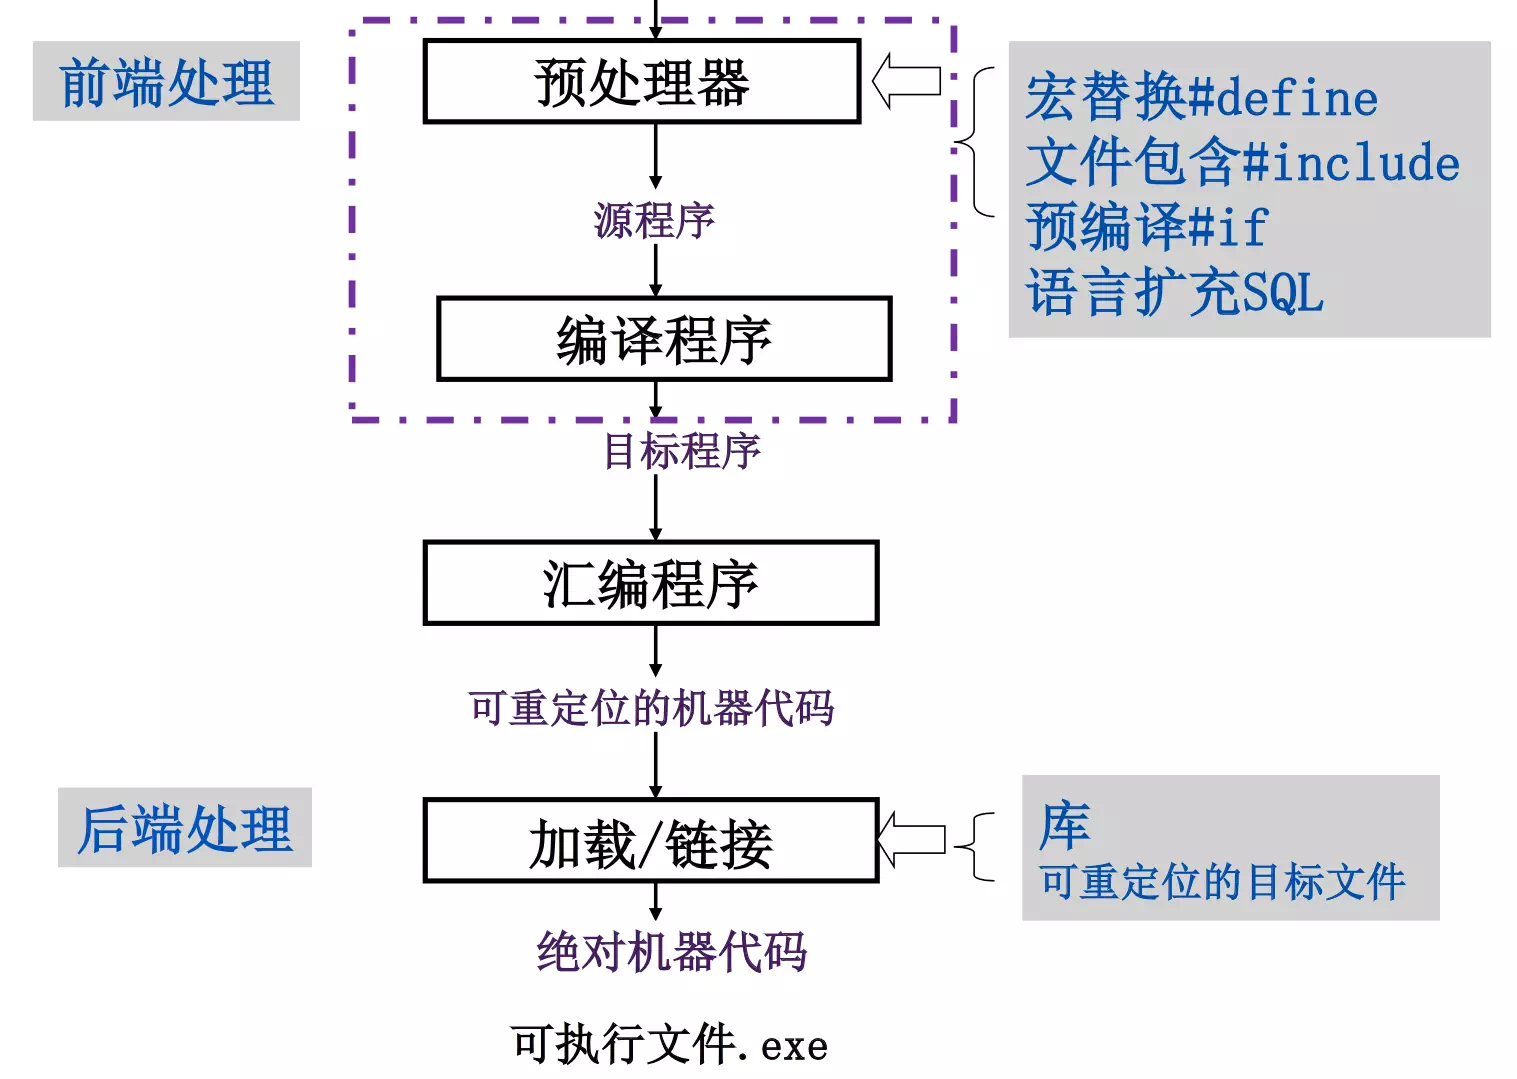 前端处理
预处理器
宏替换#define
文件包含#include
预编译#if
语言扩充SQL
源程序
编译程序
目标程序
汇编程序
可重定位的机器代码
后端处理
加载/链接
库
可重定位的目标文件
绝对机器代码
可执行文件.exe